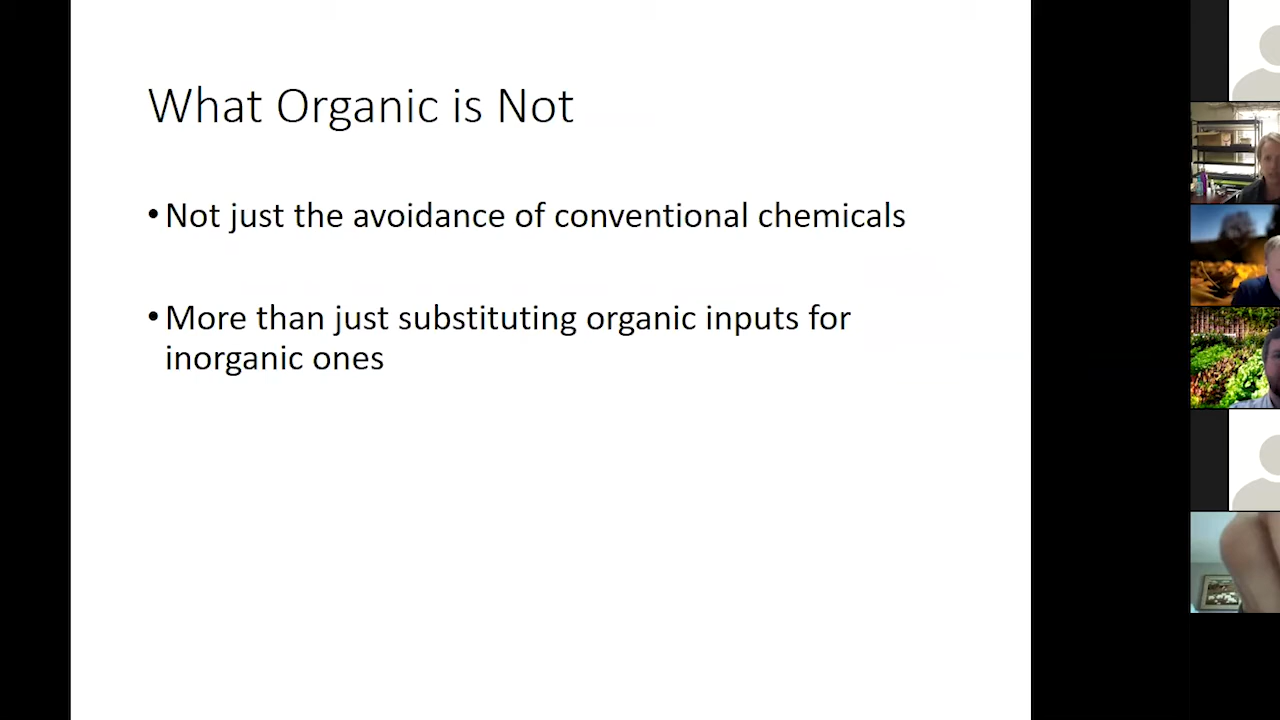 What Organic is Not
•Not just the avoidance of conventional chemicals
•More than just substituting organic inputs for
inorganic ones